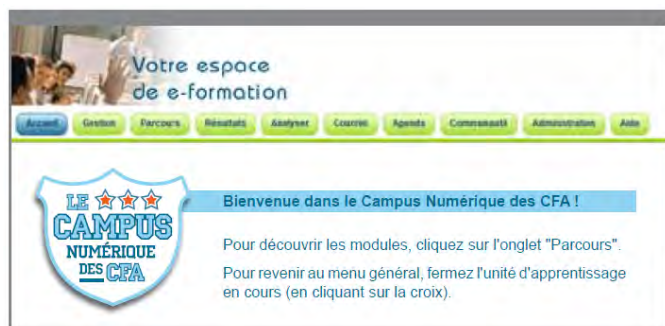 Votre espace
de e-formation
Accueil Gestion Parcours Résultats Analyser Courrier Agenda Communauté Administration Aide
LE
CAMPUS
NUMÉRIQUE
DES CFA
Bienvenue dans le Campus Numérique des CFA !
Pour découvrir les modules, cliquez sur l'onglet "Parcours".
Pour revenir au menu général, fermez l'unité d'apprentissage
en cours (en cliquant sur la croix).